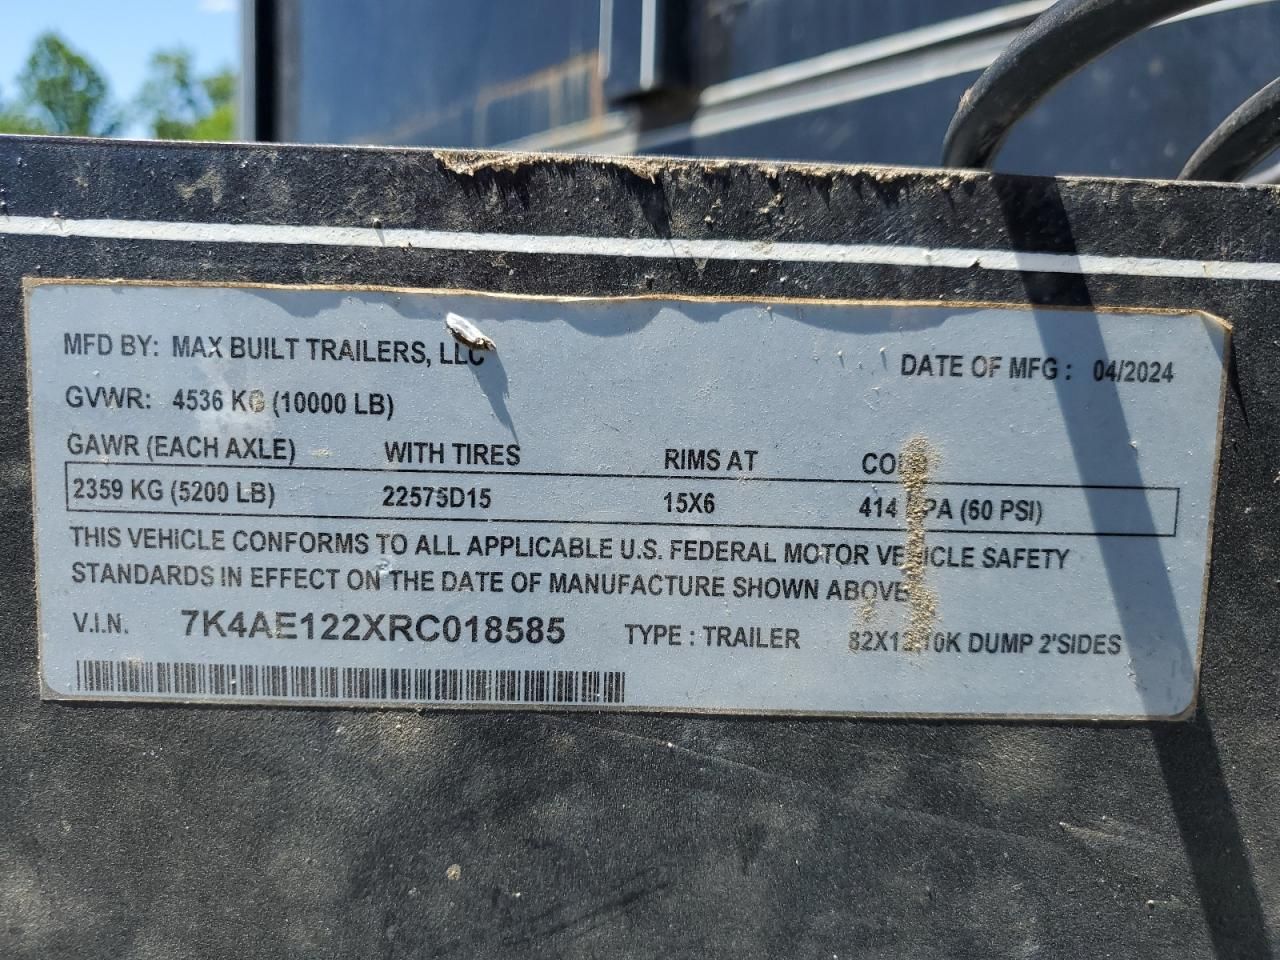 MFD BY: MAX BUILT TRAILERS, LLC
DATE OF MFG : 04/2024
GVWR: 4536 KG (10000 LB)
GAWR (EACH AXLE) WITH TIRES RIMS AT
2359 KG (5200 LB) 22575D15 15X6 414 (60 PSI)
THIS VEHICLE CONFORMS TO ALL APPLICABLE U.S. FEDERAL MOTOR VEHICLE SAFETY
STANDARDS IN EFFECT ON THE DATE OF MANUFACTURE SHOWN ABOVE
V.I.N. 7K4AE122XRC018585 TYPE : TRAILER DUMP 2'SIDES